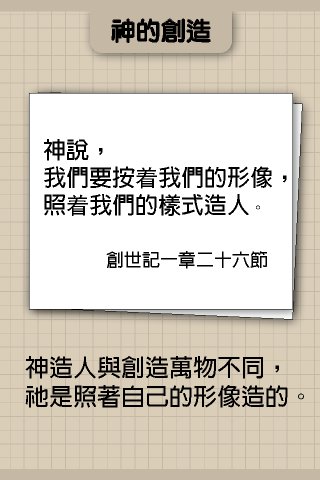 神的創造
神說，
我們要按着我們的形像，
照着我們的樣式造人。
創世記一章二十六節
神造人與創造萬物不同，
祂是照著自己的形像造的。